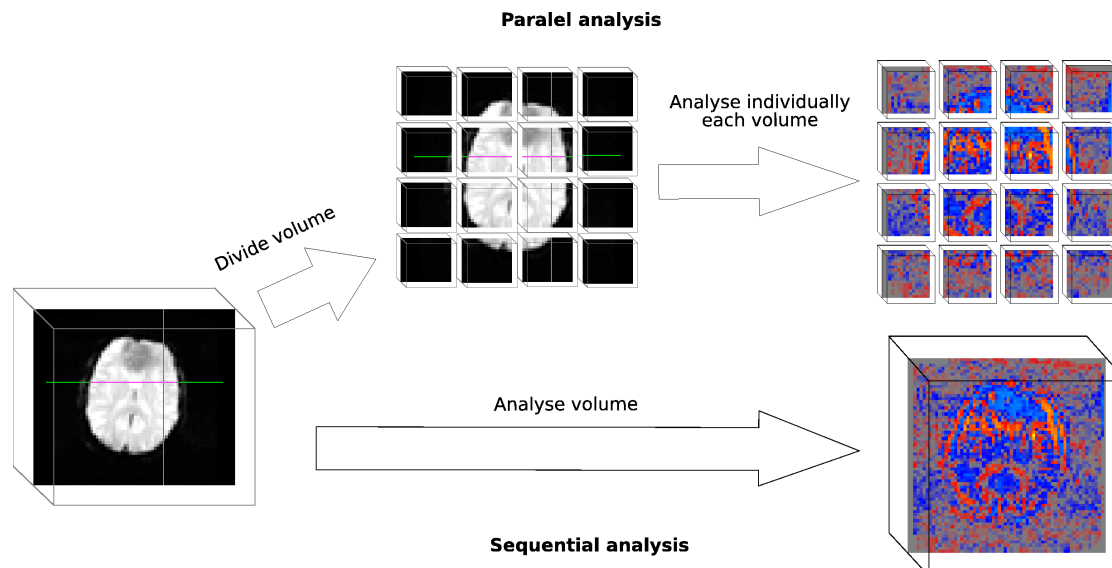 Paralel analysis
Analyse individually
each volume
Divide volume
Analyse volume
Sequential analysis